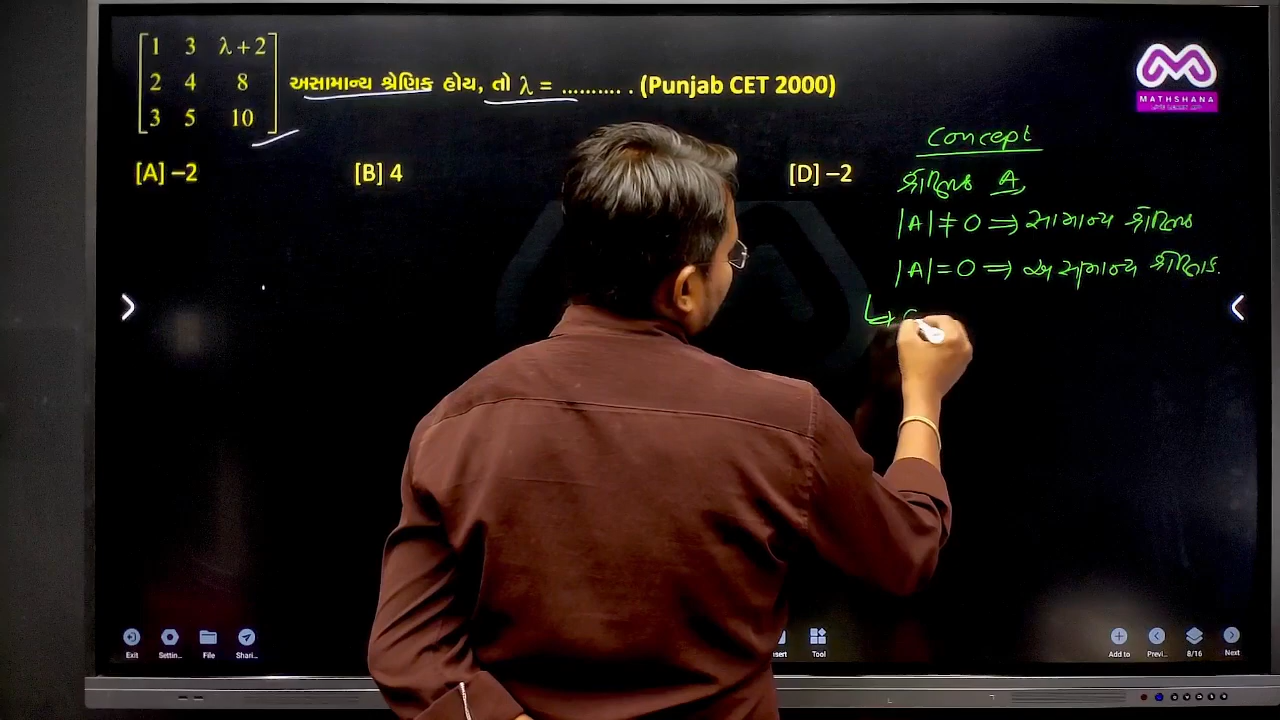 1 3 λ+2
2 4 8
3 5 10
અસામાન્ય શ્રેણિક હોય, તો λ = .......... . (Punjab CET 2000)
[A] –2 [B] 4 [D] –2
MATHSHANA
Concept
શ્રેણિક A,
|A| ≠ 0 ⇒ સામાન્ય શ્રેણિક
|A| = 0 ⇒ અસામાન્ય શ્રેણિક.
Exit Settin... File Shari... Tool Add to Previ... 8/16 Next